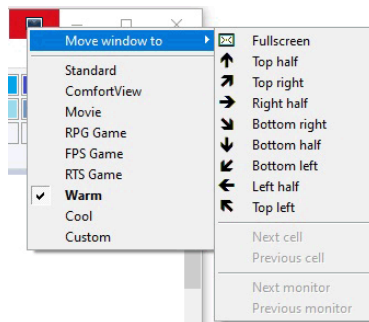 Move window to
Standard
ComfortView
Movie
RPG Game
FPS Game
RTS Game
Warm
Cool
Custom
Fullscreen
Top half
Top right
Right half
Bottom right
Bottom half
Bottom left
Left half
Top left
Next cell
Previous cell
Next monitor
Previous monitor